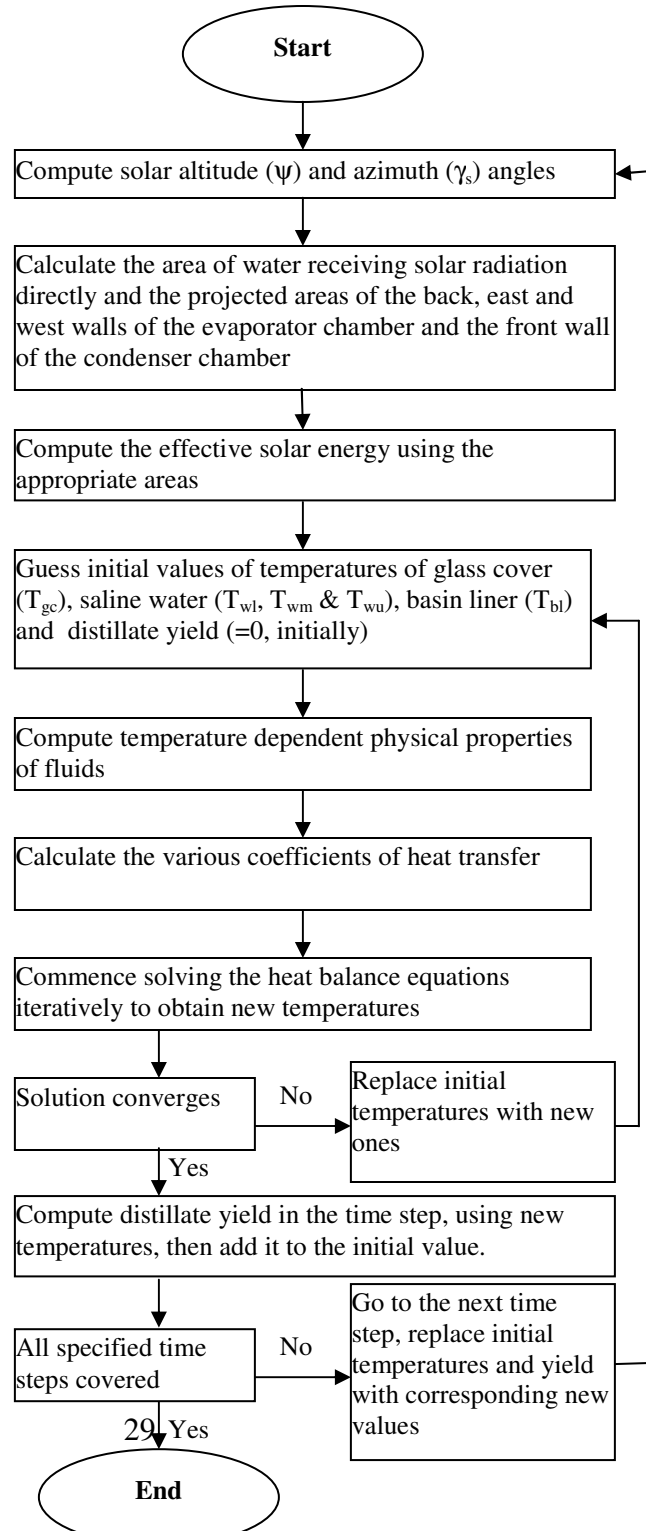 Start
Compute solar altitude (ψ) and azimuth (γs) angles
Calculate the area of water receiving solar radiation
directly and the projected areas of the back, east and
west walls of the evaporator chamber and the front wall
of the condenser chamber
Compute the effective solar energy using the
appropriate areas
Guess initial values of temperatures of glass cover
(Tgc), saline water (Twl, Twm & Twu), basin liner (Tbl)
and distillate yield (=0, initially)
Compute temperature dependent physical properties
of fluids
Calculate the various coefficients of heat transfer
Commence solving the heat balance equations
iteratively to obtain new temperatures
Solution converges
No
Replace initial
temperatures with new
ones
Yes
Compute distillate yield in the time step, using new
temperatures, then add it to the initial value.
All specified time
steps covered
No
Go to the next time
step, replace initial
temperatures and yield
with corresponding new
values
29 Yes
End